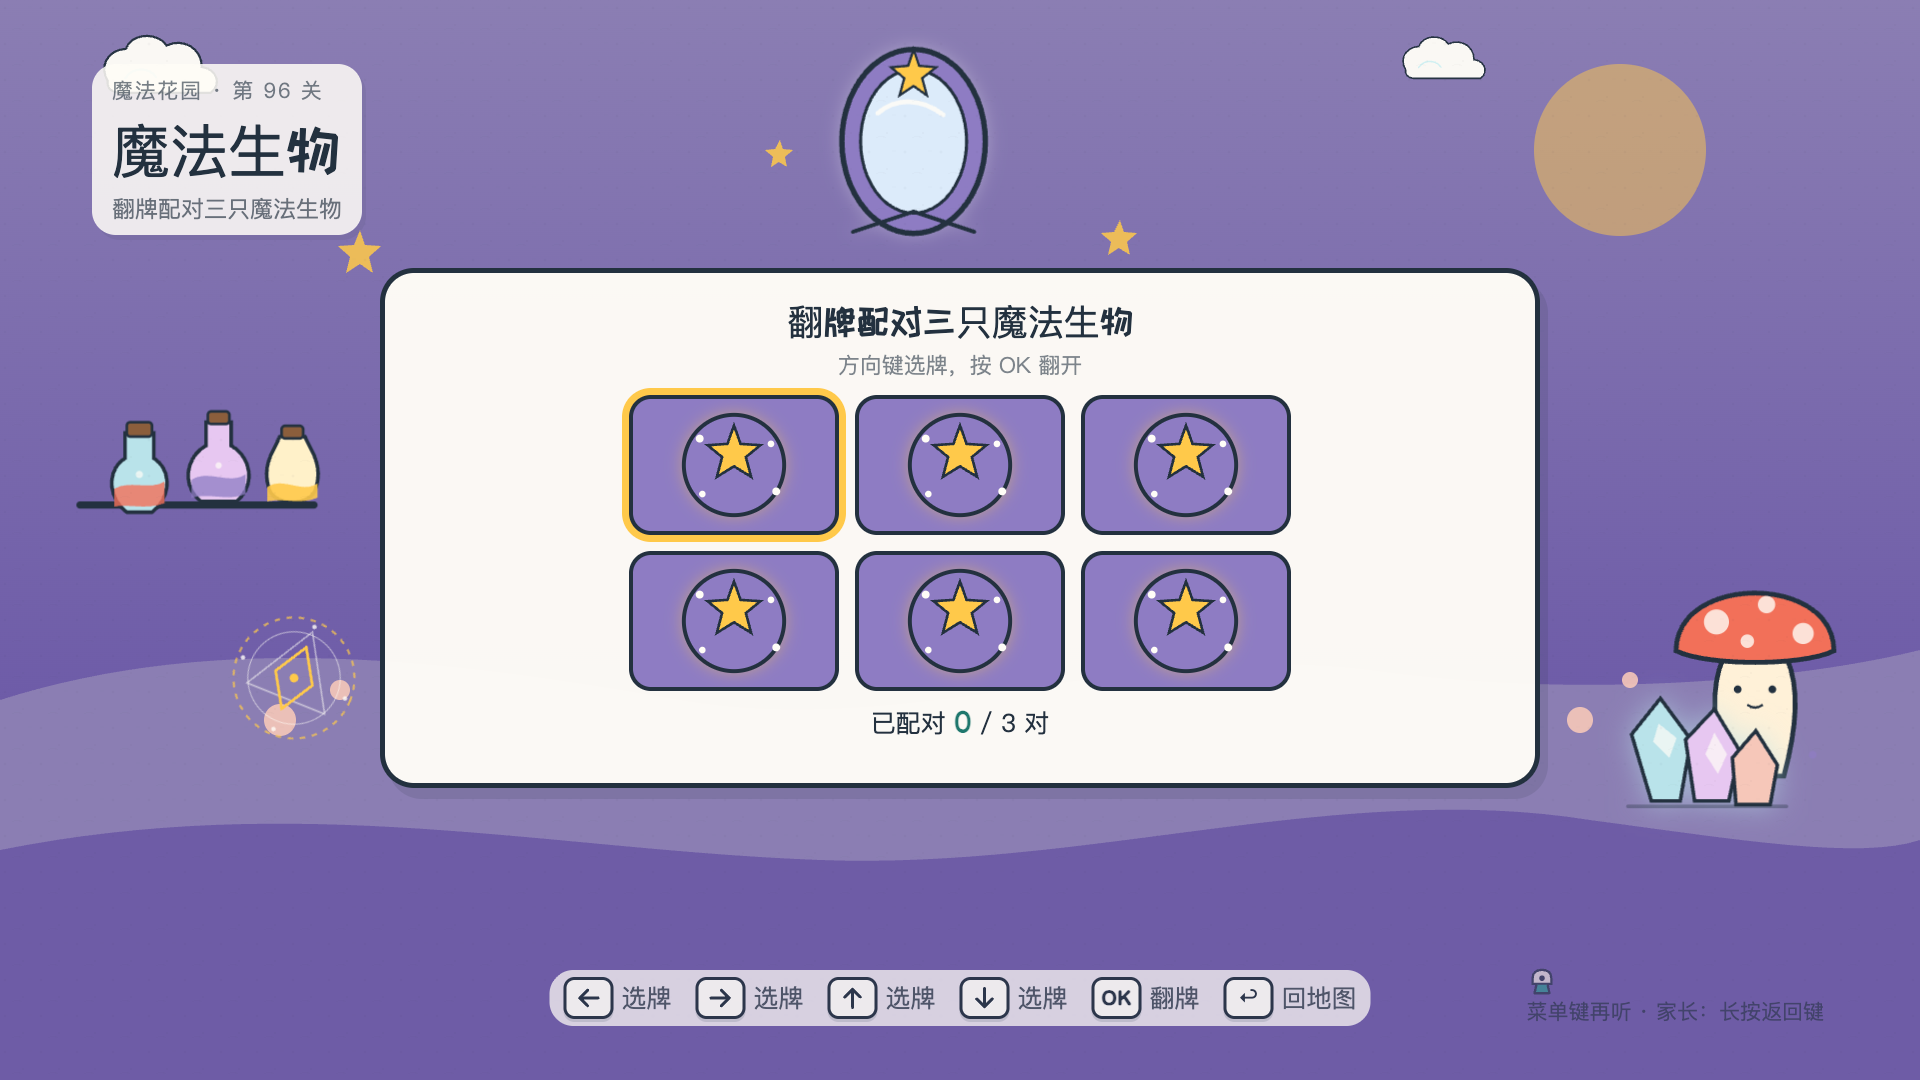 魔法花园 · 第 96 关
魔法生物
翻牌配对三只魔法生物
翻牌配对三只魔法生物
方向键选牌，按 OK 翻开
已配对 0 / 3 对
← 选牌 → 选牌 ↑ 选牌 ↓ 选牌 OK 翻牌 ↩ 回地图
菜单键再听 · 家长：长按返回键